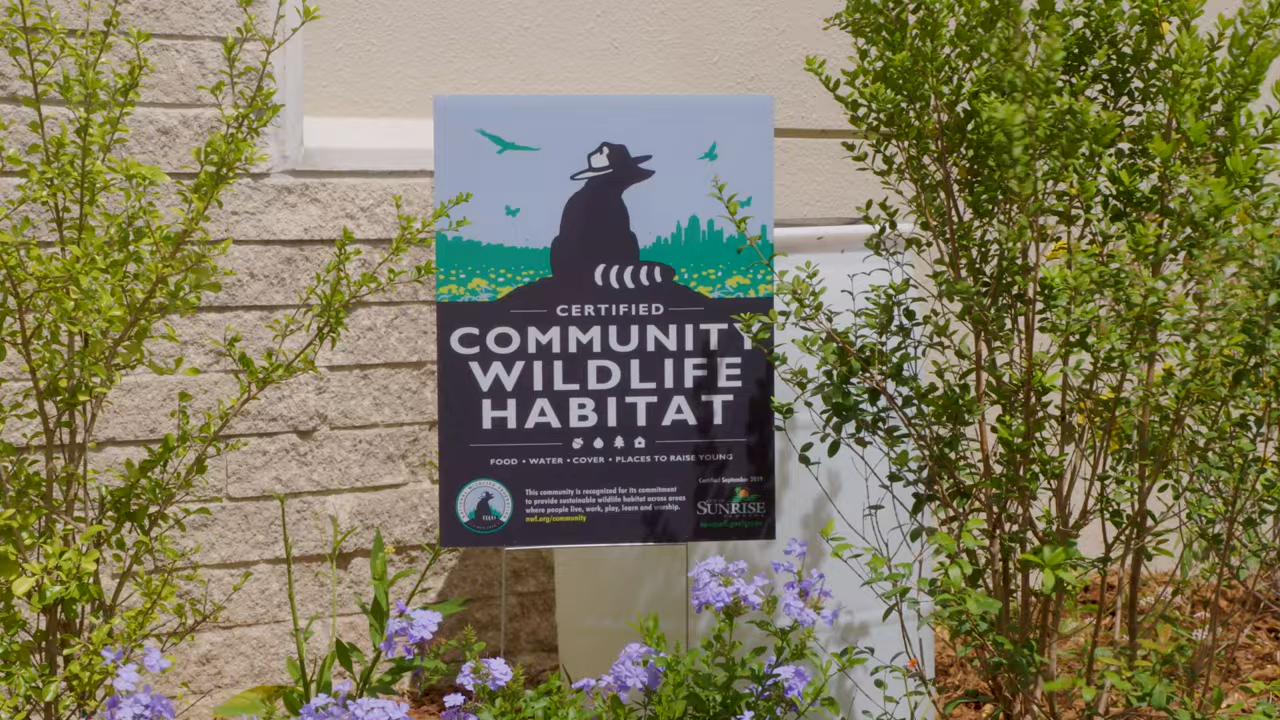 CERTIFIED
COMMUNITY
WILDLIFE
HABITAT
FOOD • WATER • COVER • PLACES TO RAISE YOUNG
Certified September 2019
This community is recognized for its commitment
to provide sustainable wildlife habitat across areas
where people live, work, play, learn and worship.
nwf.org/community
SUNRISE